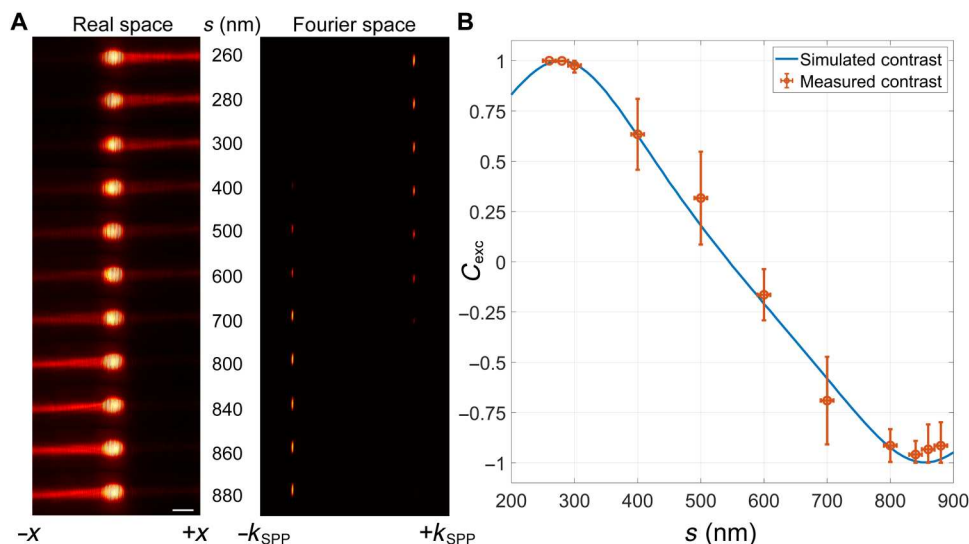 A
Real space
s (nm)
Fourier space
260
280
300
400
500
600
700
800
840
860
880
−x
+x
−kSPP
+kSPP
B
Simulated contrast
Measured contrast
1
0.75
0.5
0.25
0
−0.25
−0.5
−0.75
−1
Cexc
200
300
400
500
600
700
800
900
s (nm)